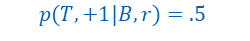 p(T, +1|B, r) = .5